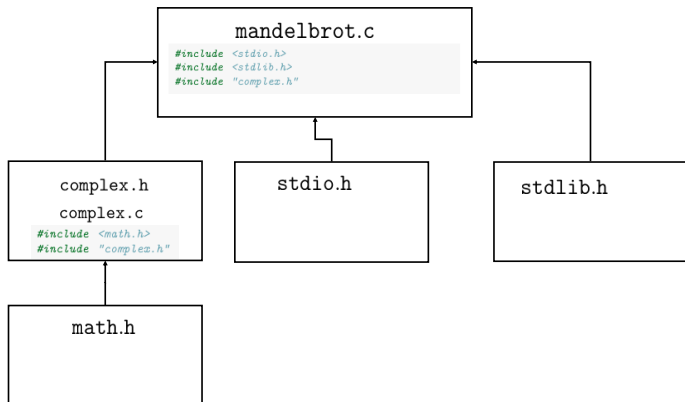 mandelbrot.c
#include <stdio.h>
#include <stdlib.h>
#include "complex.h"
complex.h
complex.c
#include <math.h>
#include "complex.h"
stdio.h
stdlib.h
math.h